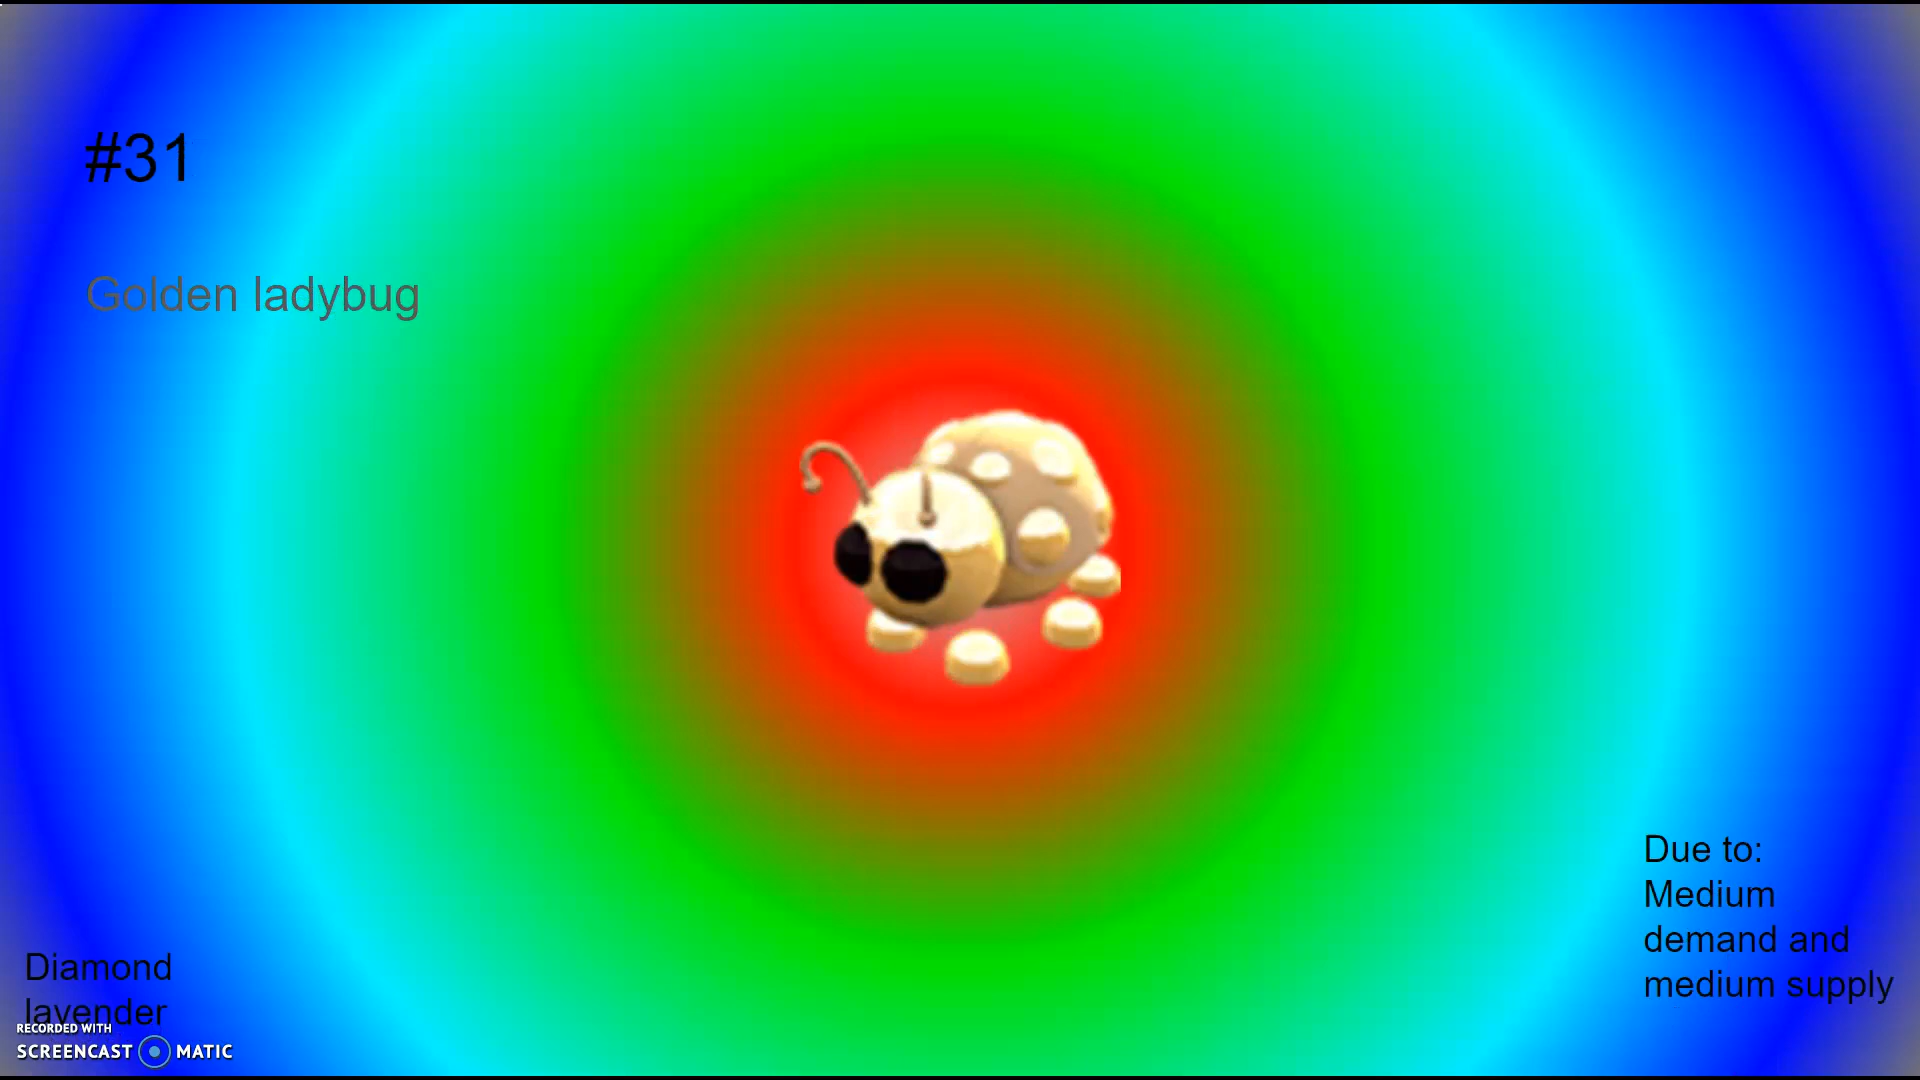 #31
Golden ladybug
Due to:
Medium
demand and
medium supply
Diamond
lavender
RECORDED WITH
SCREENCAST MATIC